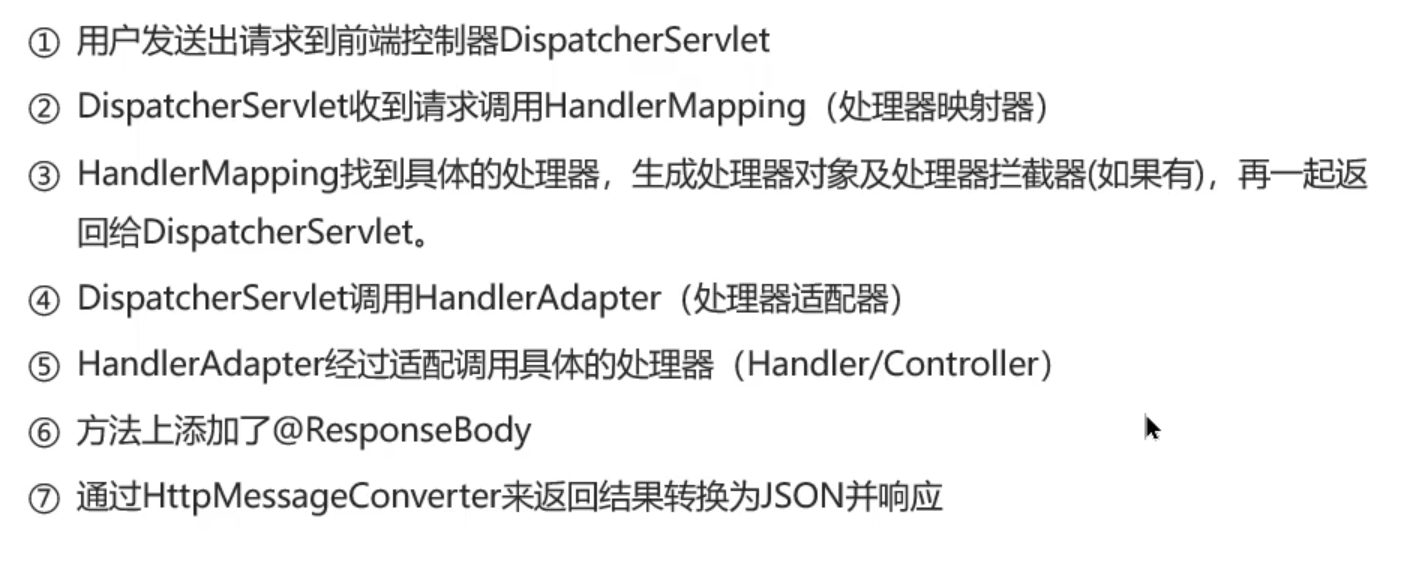 ① 用户发送出请求到前端控制器DispatcherServlet
② DispatcherServlet收到请求调用HandlerMapping（处理器映射器）
③ HandlerMapping找到具体的处理器，生成处理器对象及处理器拦截器(如果有)，再一起返
回给DispatcherServlet。
④ DispatcherServlet调用HandlerAdapter（处理器适配器）
⑤ HandlerAdapter经过适配调用具体的处理器（Handler/Controller）
⑥ 方法上添加了@ResponseBody
⑦ 通过HttpMessageConverter来返回结果转换为JSON并响应